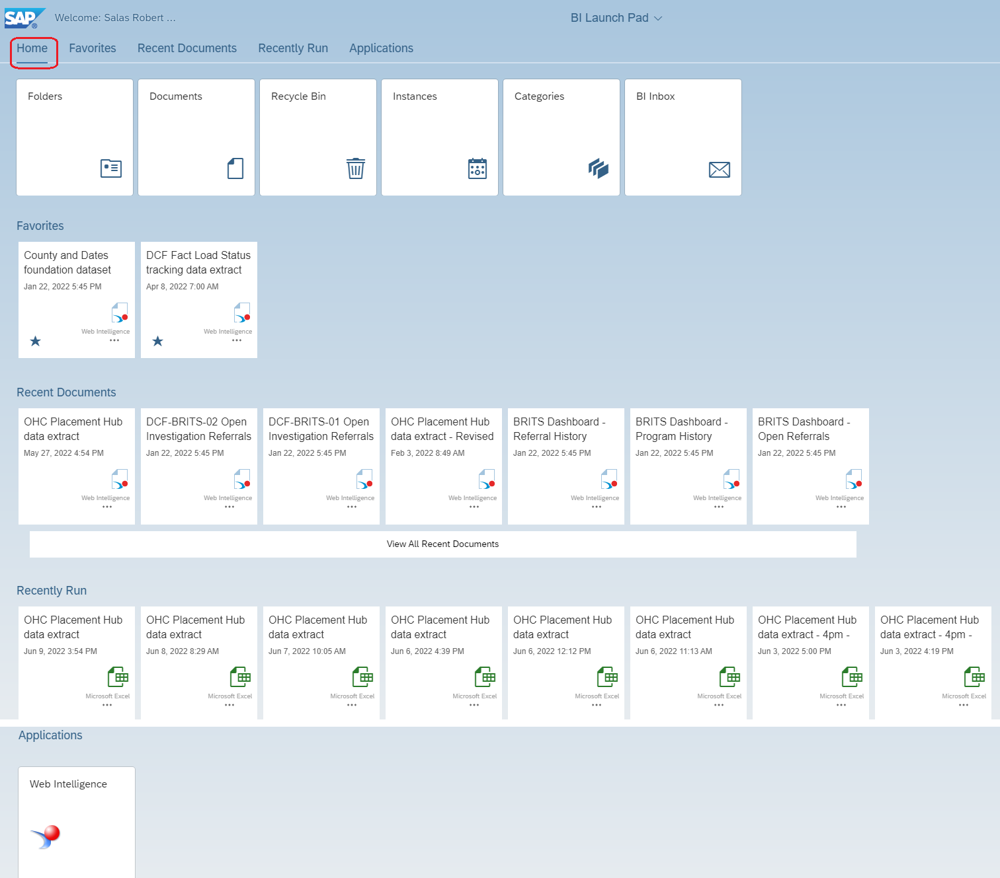 SAP®
Welcome: Salas Robert ...
BI Launch Pad
Home Favorites Recent Documents Recently Run Applications
Folders
Documents
Recycle Bin
Instances
Categories
BI Inbox
Favorites
County and Dates
foundation dataset
Jan 22, 2022 5:45 PM
Web Intelligence
DCF Fact Load Status
tracking data extract
Apr 8, 2022 7:00 AM
Web Intelligence
Recent Documents
OHC Placement Hub
data extract
May 27, 2022 4:54 PM
Web Intelligence
DCF-BRITS-02 Open
Investigation Referrals
Jan 22, 2022 5:45 PM
Web Intelligence
DCF-BRITS-01 Open
Investigation Referrals
Jan 22, 2022 5:45 PM
Web Intelligence
OHC Placement Hub
data extract - Revised
Feb 3, 2022 8:49 AM
Web Intelligence
BRITS Dashboard -
Referral History
Jan 22, 2022 5:45 PM
Web Intelligence
BRITS Dashboard -
Program History
Jan 22, 2022 5:45 PM
Web Intelligence
BRITS Dashboard -
Open Referrals
Jan 22, 2022 5:45 PM
Web Intelligence
View All Recent Documents
Recently Run
OHC Placement Hub
data extract
Jun 9, 2022 3:54 PM
Microsoft Excel
OHC Placement Hub
data extract
Jun 8, 2022 8:29 AM
Microsoft Excel
OHC Placement Hub
data extract
Jun 7, 2022 10:05 AM
Microsoft Excel
OHC Placement Hub
data extract
Jun 6, 2022 4:39 PM
Microsoft Excel
OHC Placement Hub
data extract
Jun 6, 2022 12:12 PM
Microsoft Excel
OHC Placement Hub
data extract
Jun 6, 2022 11:13 AM
Microsoft Excel
OHC Placement Hub
data extract - 4pm -
Jun 3, 2022 5:00 PM
Microsoft Excel
OHC Placement Hub
data extract - 4pm -
Jun 3, 2022 4:19 PM
Microsoft Excel
Applications
Web Intelligence